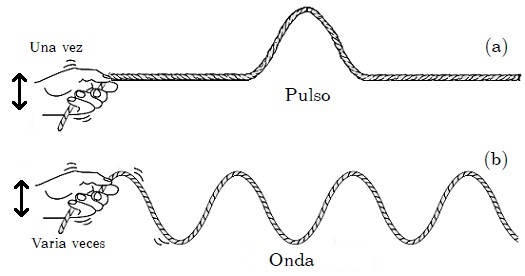 Una vez
(a)
Pulso
(b)
Varia veces
Onda